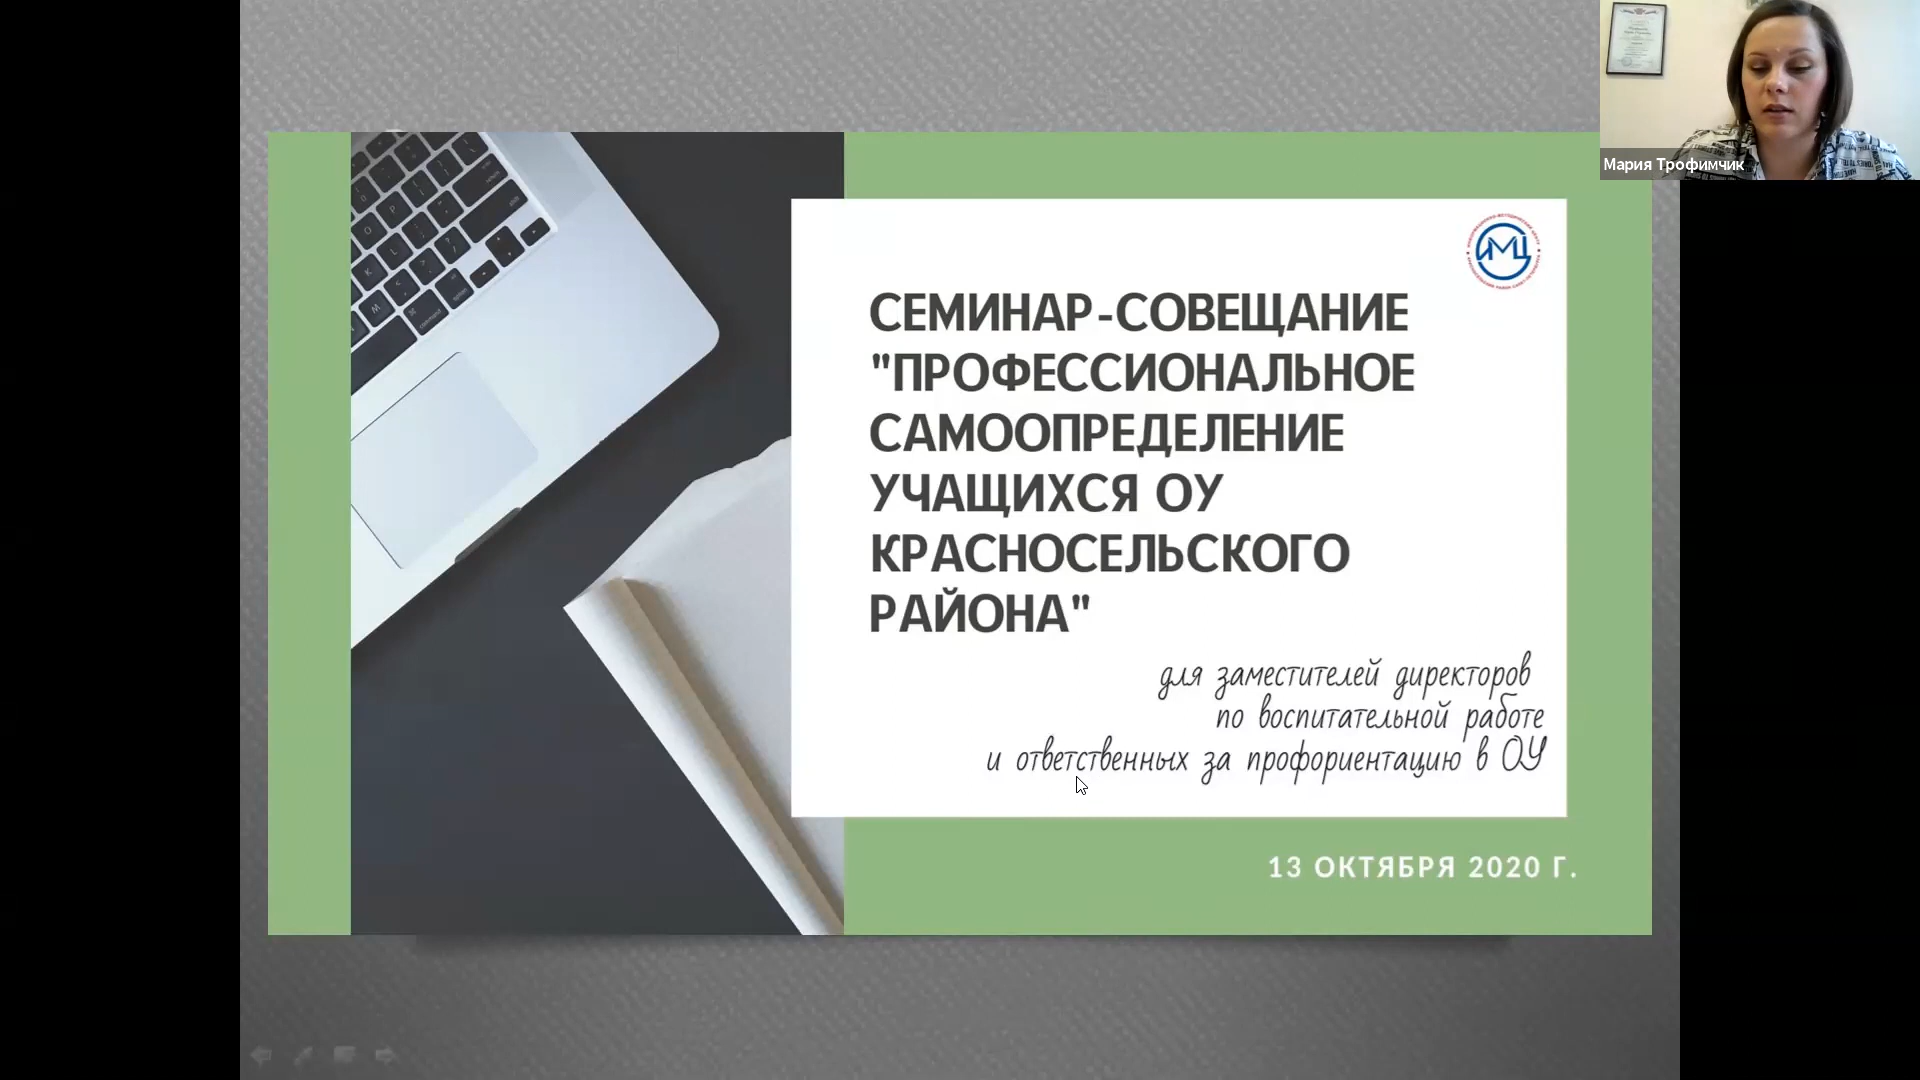 Мария Трофимчик
ИМЦ
СЕМИНАР-СОВЕЩАНИЕ
"ПРОФЕССИОНАЛЬНОЕ
САМООПРЕДЕЛЕНИЕ
УЧАЩИХСЯ ОУ
КРАСНОСЕЛЬСКОГО
РАЙОНА"
для заместителей директоров
по воспитательной работе
и ответственных за профориентацию в ОУ
13 ОКТЯБРЯ 2020 Г.